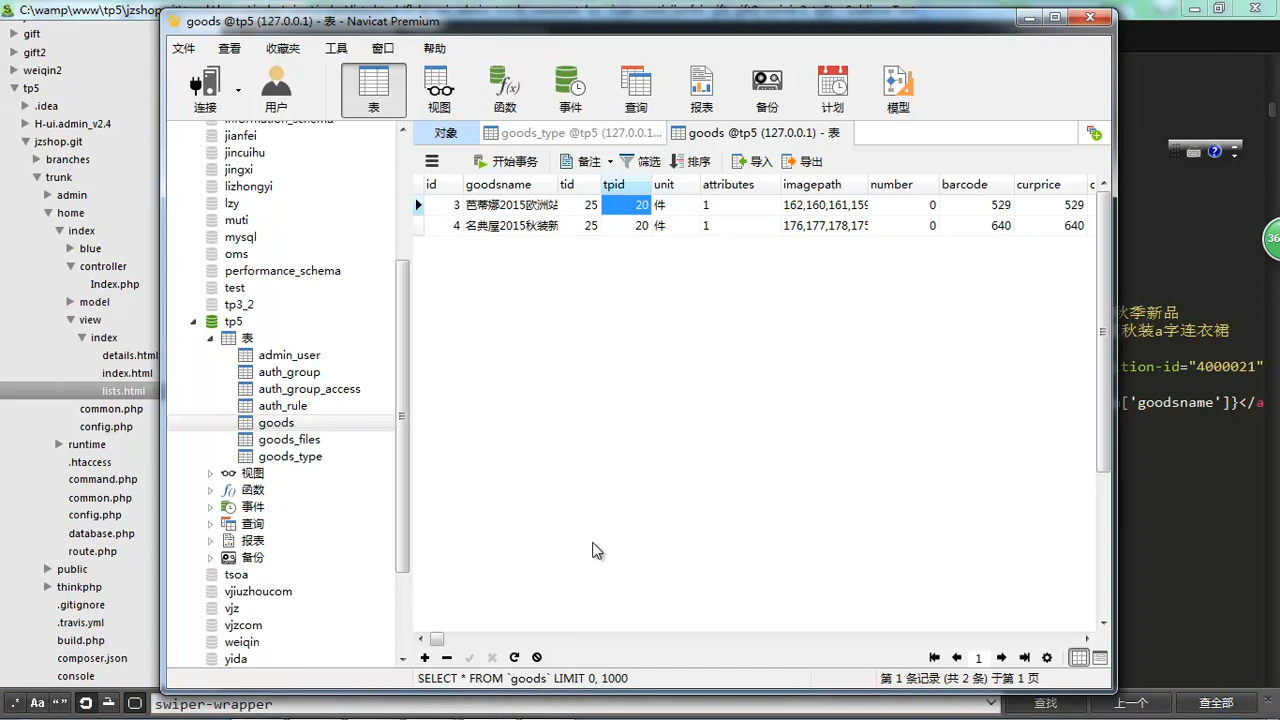 C:\wamp\www\tp5\jzshop
goods @tp5 (127.0.0.1) - 表 - Navicat Premium
gift
gift2
weiqin2
tp5
.idea
H-ui.admin_v2.4
jzshop.git
branches
trunk
admin
home
index
blue
controller
Index.php
model
view
index
details.html
index.html
lists.html
common.php
config.php
runtime
.htaccess
command.php
common.php
config.php
database.php
route.php
public
thinkphp
.gitignore
.travis.yml
build.php
composer.json
console
文件 查看 收藏夹 工具 窗口 帮助
连接 用户 表 视图 函数 事件 查询 报表 备份 计划 模型
information_schema
jianfei
jincuihu
jingxi
lizhongyi
lzy
muti
mysql
oms
performance_schema
test
tp3_2
tp5
表
admin_user
auth_group
auth_group_access
auth_rule
goods
goods_files
goods_type
视图
函数
事件
查询
报表
备份
tsoa
vjiuzhoucom
vjz
vjzcom
weiqin
yida
对象 goods_type @tp5 (127.0.0.1... goods @tp5 (127.0.0.1) - 表
开始事务 备注 筛选 排序 导入 导出
id goodsname tid tpid unit attributes imagepath number barcode curprice
3 芭蒂娜2015欧洲站 25 20 件 1 162,160,161,159 0 529 529
4 名典屋2015秋装新 25 20 件 1 176,177,178,175 0 640 640
1
SELECT * FROM `goods` LIMIT 0, 1000
第 1 条记录 (共 2 条) 于第 1 页
36
秋季新品
秋装a字连衣裙
tion-id="4000021"
['goodsname']}</a
.* Aa “ ” swiper-wrapper 查找 上一个 查全部